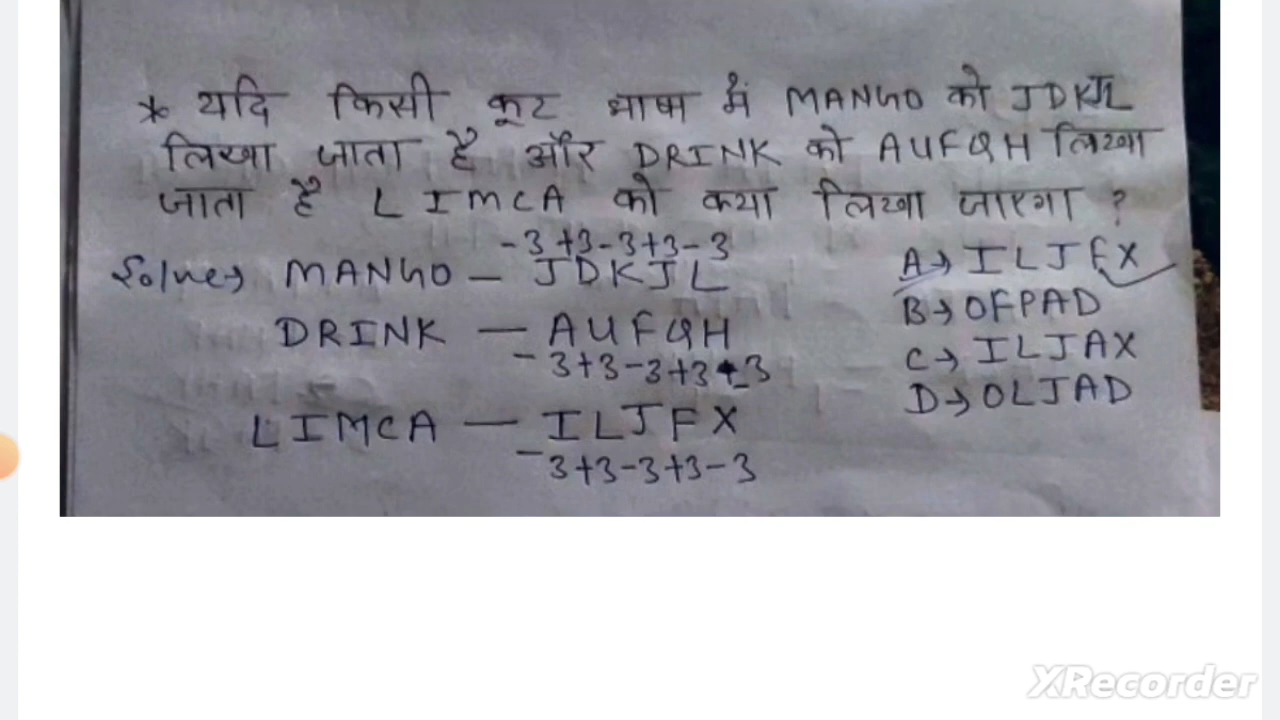 * यदि किसी कूट भाषा में MANGO को JDKJL
लिखा जाता है और DRINK को AUFQH लिखा
जाता है LIMCA को क्या लिखा जाएगा ?
-3+3-3+3-3
Solve→ MANGO — JDKJL
DRINK — AUFQH
-3+3-3+3-3
LIMCA — ILJFX
-3+3-3+3-3
A→ ILJFX
B→ OFPAD
C→ ILJAX
D→ OLJAD
XRecorder